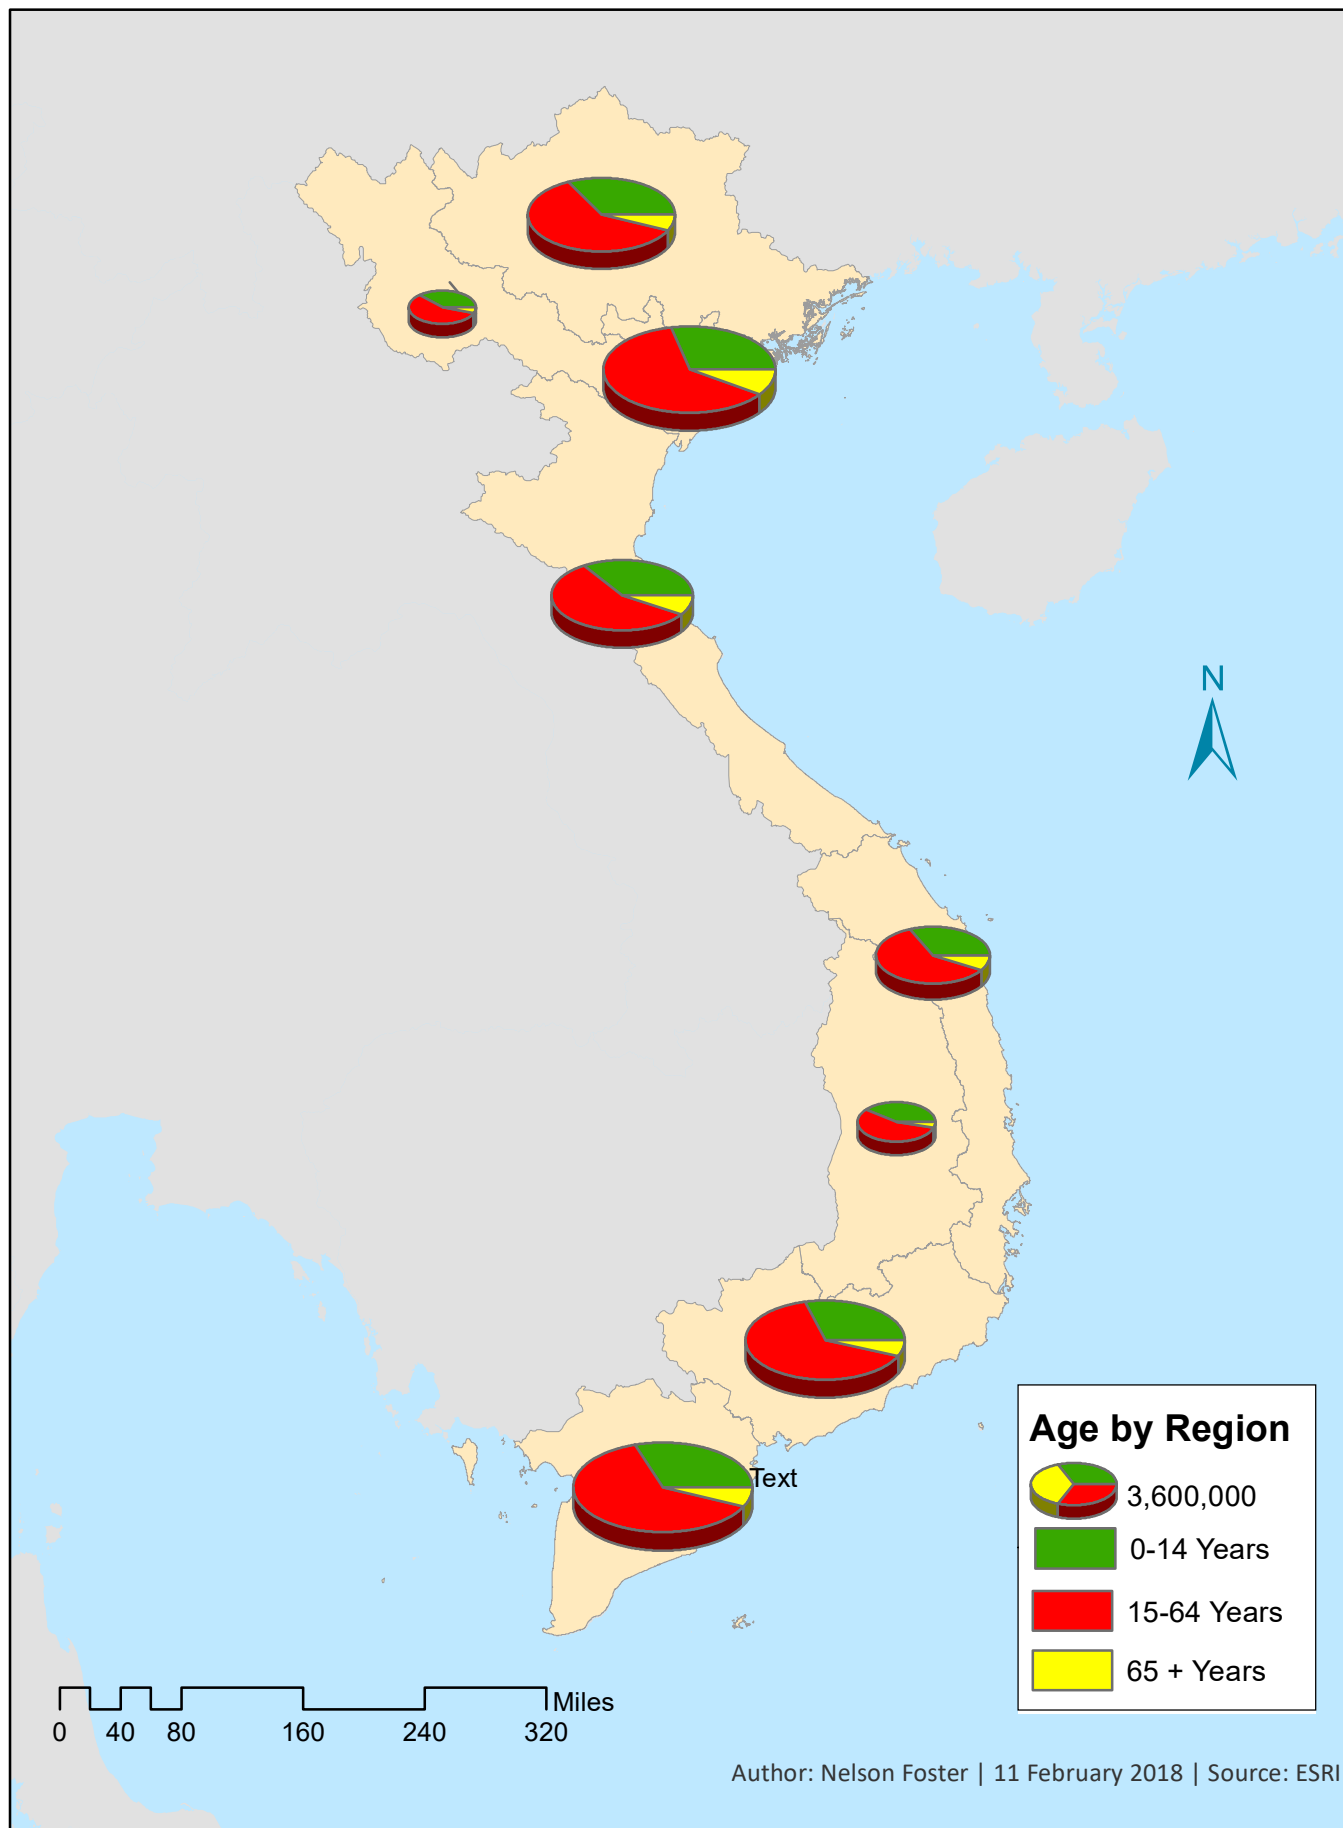 N
Text
Age by Region
3,600,000
0-14 Years
15-64 Years
65 + Years
Miles
0 40 80 160 240 320
Author: Nelson Foster | 11 February 2018 | Source: ESRI